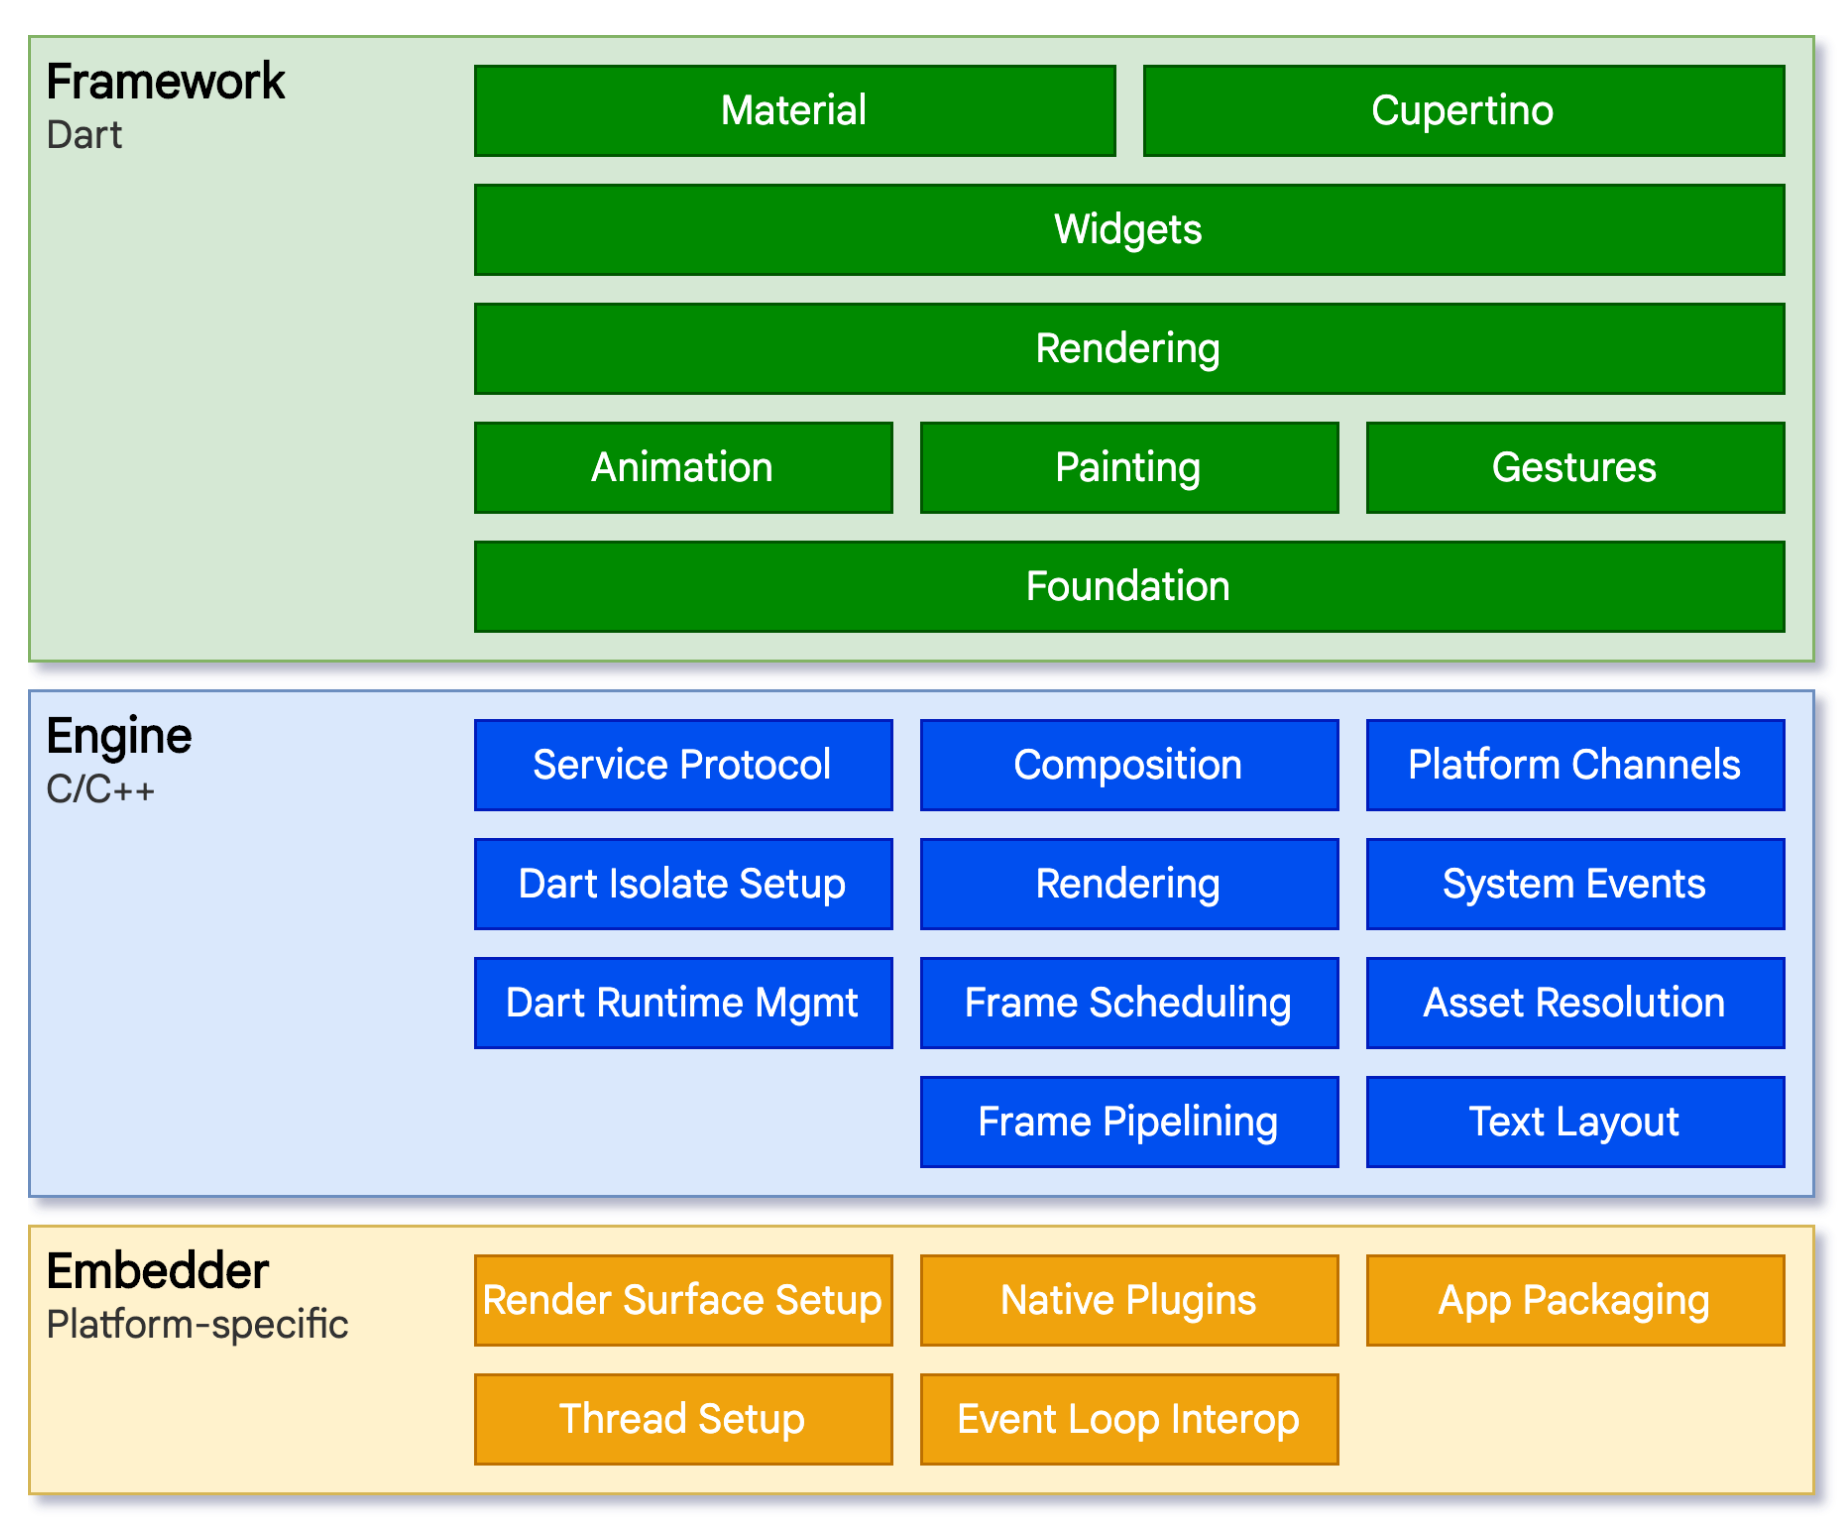 Framework
Dart
Material
Cupertino
Widgets
Rendering
Animation
Painting
Gestures
Foundation
Engine
C/C++
Service Protocol
Composition
Platform Channels
Dart Isolate Setup
Rendering
System Events
Dart Runtime Mgmt
Frame Scheduling
Asset Resolution
Frame Pipelining
Text Layout
Embedder
Platform-specific
Render Surface Setup
Native Plugins
App Packaging
Thread Setup
Event Loop Interop